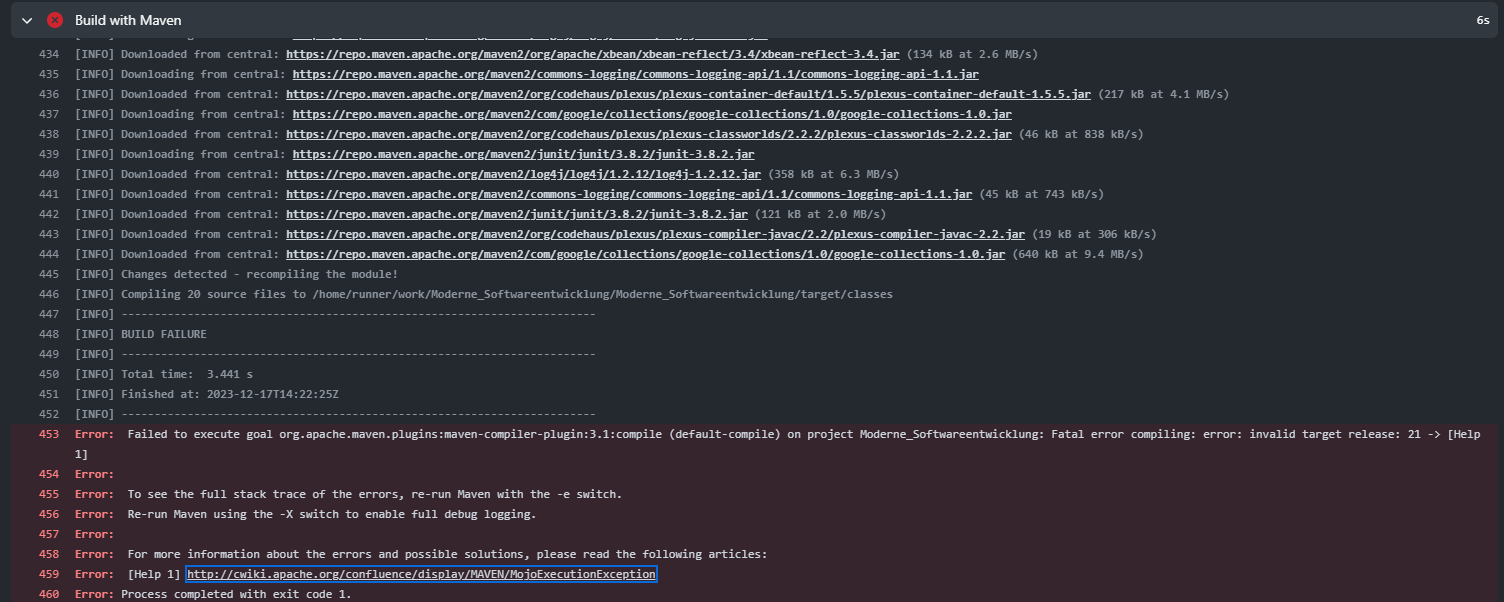 Build with Maven 6s
434 [INFO] Downloaded from central: https://repo.maven.apache.org/maven2/org/apache/xbean/xbean-reflect/3.4/xbean-reflect-3.4.jar (134 kB at 2.6 MB/s)
435 [INFO] Downloading from central: https://repo.maven.apache.org/maven2/commons-logging/commons-logging-api/1.1/commons-logging-api-1.1.jar
436 [INFO] Downloaded from central: https://repo.maven.apache.org/maven2/org/codehaus/plexus/plexus-container-default/1.5.5/plexus-container-default-1.5.5.jar (217 kB at 4.1 MB/s)
437 [INFO] Downloading from central: https://repo.maven.apache.org/maven2/com/google/collections/google-collections/1.0/google-collections-1.0.jar
438 [INFO] Downloaded from central: https://repo.maven.apache.org/maven2/org/codehaus/plexus/plexus-classworlds/2.2.2/plexus-classworlds-2.2.2.jar (46 kB at 838 kB/s)
439 [INFO] Downloading from central: https://repo.maven.apache.org/maven2/junit/junit/3.8.2/junit-3.8.2.jar
440 [INFO] Downloaded from central: https://repo.maven.apache.org/maven2/log4j/log4j/1.2.12/log4j-1.2.12.jar (358 kB at 6.3 MB/s)
441 [INFO] Downloaded from central: https://repo.maven.apache.org/maven2/commons-logging/commons-logging-api/1.1/commons-logging-api-1.1.jar (45 kB at 743 kB/s)
442 [INFO] Downloaded from central: https://repo.maven.apache.org/maven2/junit/junit/3.8.2/junit-3.8.2.jar (121 kB at 2.0 MB/s)
443 [INFO] Downloaded from central: https://repo.maven.apache.org/maven2/org/codehaus/plexus/plexus-compiler-javac/2.2/plexus-compiler-javac-2.2.jar (19 kB at 306 kB/s)
444 [INFO] Downloaded from central: https://repo.maven.apache.org/maven2/com/google/collections/google-collections/1.0/google-collections-1.0.jar (640 kB at 9.4 MB/s)
445 [INFO] Changes detected - recompiling the module!
446 [INFO] Compiling 20 source files to /home/runner/work/Moderne_Softwareentwicklung/Moderne_Softwareentwicklung/target/classes
447 [INFO] ------------------------------------------------------------------------
448 [INFO] BUILD FAILURE
449 [INFO] ------------------------------------------------------------------------
450 [INFO] Total time:  3.441 s
451 [INFO] Finished at: 2023-12-17T14:22:25Z
452 [INFO] ------------------------------------------------------------------------
453 Error:  Failed to execute goal org.apache.maven.plugins:maven-compiler-plugin:3.1:compile (default-compile) on project Moderne_Softwareentwicklung: Fatal error compiling: error: invalid target release: 21 -> [Help
1]
454 Error:
455 Error:  To see the full stack trace of the errors, re-run Maven with the -e switch.
456 Error:  Re-run Maven using the -X switch to enable full debug logging.
457 Error:
458 Error:  For more information about the errors and possible solutions, please read the following articles:
459 Error:  [Help 1] http://cwiki.apache.org/confluence/display/MAVEN/MojoExecutionException
460 Error: Process completed with exit code 1.